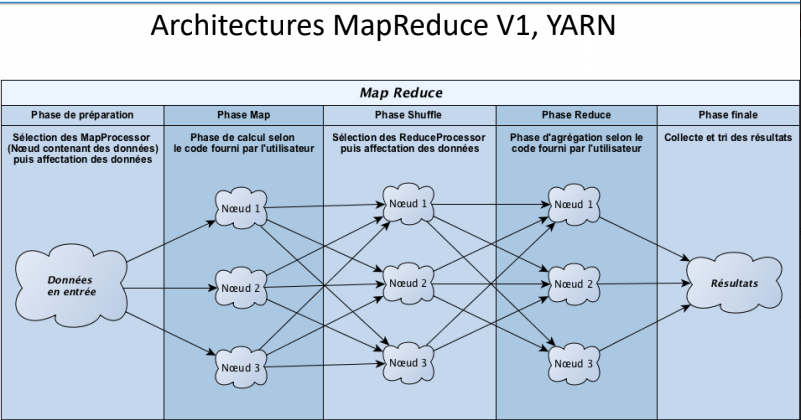 Architectures MapReduce V1, YARN
Map Reduce
Phase de préparation
Sélection des MapProcessor
(Nœud contenant des données)
puis affectation des données
Phase Map
Phase de calcul selon
le code fourni par l'utilisateur
Phase Shuffle
Sélection des ReduceProcessor
puis affectation des données
Phase Reduce
Phase d'agrégation selon le
code fourni par l'utilisateur
Phase finale
Collecte et tri des résultats
Données
en entrée
Nœud 1
Nœud 2
Nœud 3
Nœud 1
Nœud 2
Nœud 3
Nœud 1
Nœud 2
Nœud 3
Résultats